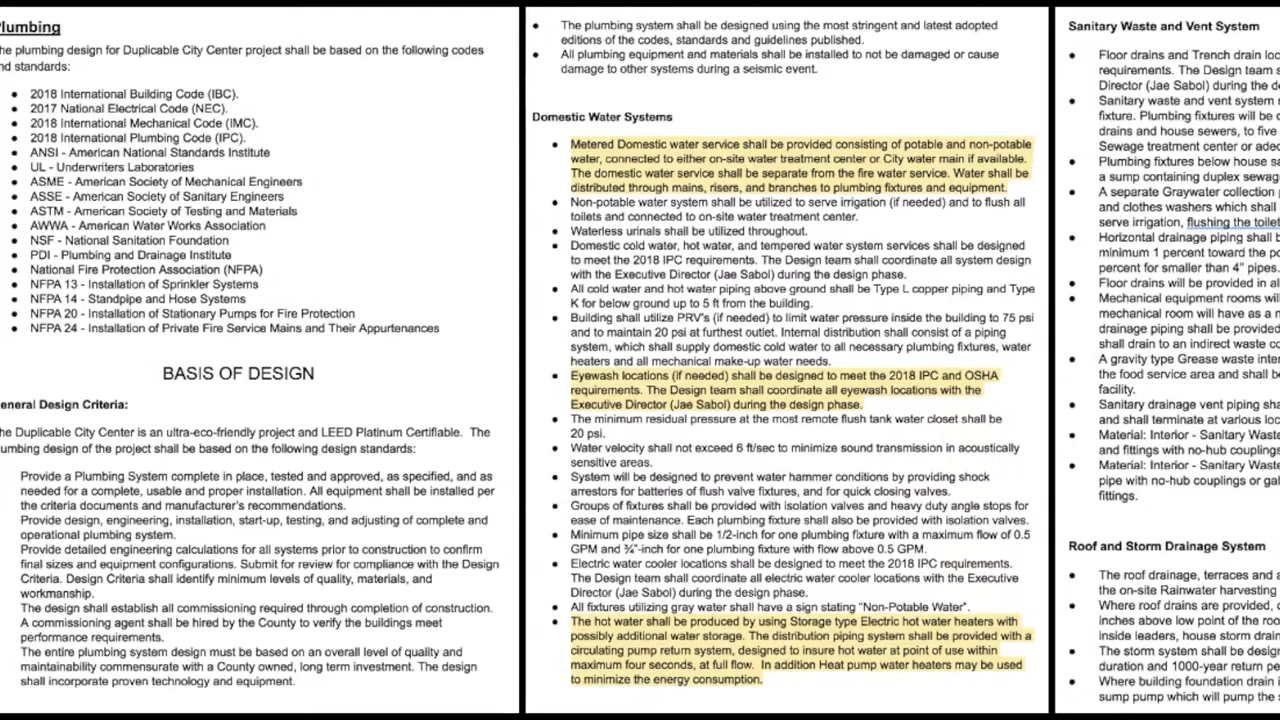 Plumbing
he plumbing design for Duplicable City Center project shall be based on the following codes
nd standards:
● 2018 International Building Code (IBC).
● 2017 National Electrical Code (NEC).
● 2018 International Mechanical Code (IMC).
● 2018 International Plumbing Code (IPC).
● ANSI - American National Standards Institute
● UL - Underwriters Laboratories
● ASME - American Society of Mechanical Engineers
● ASSE - American Society of Sanitary Engineers
● ASTM - American Society of Testing and Materials
● AWWA - American Water Works Association
● NSF - National Sanitation Foundation
● PDI - Plumbing and Drainage Institute
● National Fire Protection Association (NFPA)
● NFPA 13 - Installation of Sprinkler Systems
● NFPA 14 - Standpipe and Hose Systems
● NFPA 20 - Installation of Stationary Pumps for Fire Protection
● NFPA 24 - Installation of Private Fire Service Mains and Their Appurtenances
BASIS OF DESIGN
eneral Design Criteria:
he Duplicable City Center is an ultra-eco-friendly project and LEED Platinum Certifiable. The
umbing design of the project shall be based on the following design standards:
Provide a Plumbing System complete in place, tested and approved, as specified, and as
needed for a complete, usable and proper installation. All equipment shall be installed per
the criteria documents and manufacturer's recommendations.
Provide design, engineering, installation, start-up, testing, and adjusting of complete and
operational plumbing system.
Provide detailed engineering calculations for all systems prior to construction to confirm
final sizes and equipment configurations. Submit for review for compliance with the Design
Criteria. Design Criteria shall identify minimum levels of quality, materials, and
workmanship.
The design shall establish all commissioning required through completion of construction.
A commissioning agent shall be hired by the County to verify the buildings meet
performance requirements.
The entire plumbing system design must be based on an overall level of quality and
maintainability commensurate with a County owned, long term investment. The design
shall incorporate proven technology and equipment.
● The plumbing system shall be designed using the most stringent and latest adopted
editions of the codes, standards and guidelines published.
● All plumbing equipment and materials shall be installed to not be damaged or cause
damage to other systems during a seismic event.
Domestic Water Systems
● Metered Domestic water service shall be provided consisting of potable and non-potable
water, connected to either on-site water treatment center or City water main if available.
The domestic water service shall be separate from the fire water service. Water shall be
distributed through mains, risers, and branches to plumbing fixtures and equipment.
● Non-potable water system shall be utilized to serve irrigation (if needed) and to flush all
toilets and connected to on-site water treatment center.
● Waterless urinals shall be utilized throughout.
● Domestic cold water, hot water, and tempered water system services shall be designed
to meet the 2018 IPC requirements. The Design team shall coordinate all system design
with the Executive Director (Jae Sabol) during the design phase.
● All cold water and hot water piping above ground shall be Type L copper piping and Type
K for below ground up to 5 ft from the building.
● Building shall utilize PRV's (if needed) to limit water pressure inside the building to 75 psi
and to maintain 20 psi at furthest outlet. Internal distribution shall consist of a piping
system, which shall supply domestic cold water to all necessary plumbing fixtures, water
heaters and all mechanical make-up water needs.
● Eyewash locations (if needed) shall be designed to meet the 2018 IPC and OSHA
requirements. The Design team shall coordinate all eyewash locations with the
Executive Director (Jae Sabol) during the design phase.
● The minimum residual pressure at the most remote flush tank water closet shall be
20 psi.
● Water velocity shall not exceed 6 ft/sec to minimize sound transmission in acoustically
sensitive areas.
● System will be designed to prevent water hammer conditions by providing shock
arrestors for batteries of flush valve fixtures, and for quick closing valves.
● Groups of fixtures shall be provided with isolation valves and heavy duty angle stops for
ease of maintenance. Each plumbing fixture shall also be provided with isolation valves.
● Minimum pipe size shall be 1/2-inch for one plumbing fixture with a maximum flow of 0.5
GPM and ¾"-inch for one plumbing fixture with flow above 0.5 GPM.
● Electric water cooler locations shall be designed to meet the 2018 IPC requirements.
The Design team shall coordinate all electric water cooler locations with the Executive
Director (Jae Sabol) during the design phase.
● All fixtures utilizing gray water shall have a sign stating "Non-Potable Water".
● The hot water shall be produced by using Storage type Electric hot water heaters with
possibly additional water storage. The distribution piping system shall be provided with a
circulating pump return system, designed to insure hot water at point of use within
maximum four seconds, at full flow. In addition Heat pump water heaters may be used
to minimize the energy consumption.
Sanitary Waste and Vent System
● Floor drains and Trench drain loc
requirements. The Design team s
Director (Jae Sabol) during the de
● Sanitary waste and vent system s
fixture. Plumbing fixtures will be c
drains and house sewers, to five
Sewage treatment center or adec
● Plumbing fixtures below house sa
a sump containing duplex sewag
● A separate Graywater collection p
and clothes washers which shall
serve irrigation, flushing the toilet
● Horizontal drainage piping shall b
minimum 1 percent toward the po
percent for smaller than 4" pipes.
● Floor drains will be provided in al
● Mechanical equipment rooms wil
mechanical room will have as a n
drainage piping shall be provided
shall drain to an indirect waste co
● A gravity type Grease waste inter
the food service area and shall be
facility.
● Sanitary drainage vent piping sha
and shall terminate at various loc
● Material: Interior - Sanitary Waste
and fittings with no-hub couplings
● Material: Interior - Sanitary Waste
pipe with no-hub couplings or gal
fittings.
Roof and Storm Drainage System
● The roof drainage, terraces and a
the on-site Rainwater harvesting
● Where roof drains are provided, c
inches above low point of the roo
inside leaders, house storm drain
● The storm system shall be desig
duration and 1000-year return pe
● Where building foundation drain i
sump pump which will pump the s